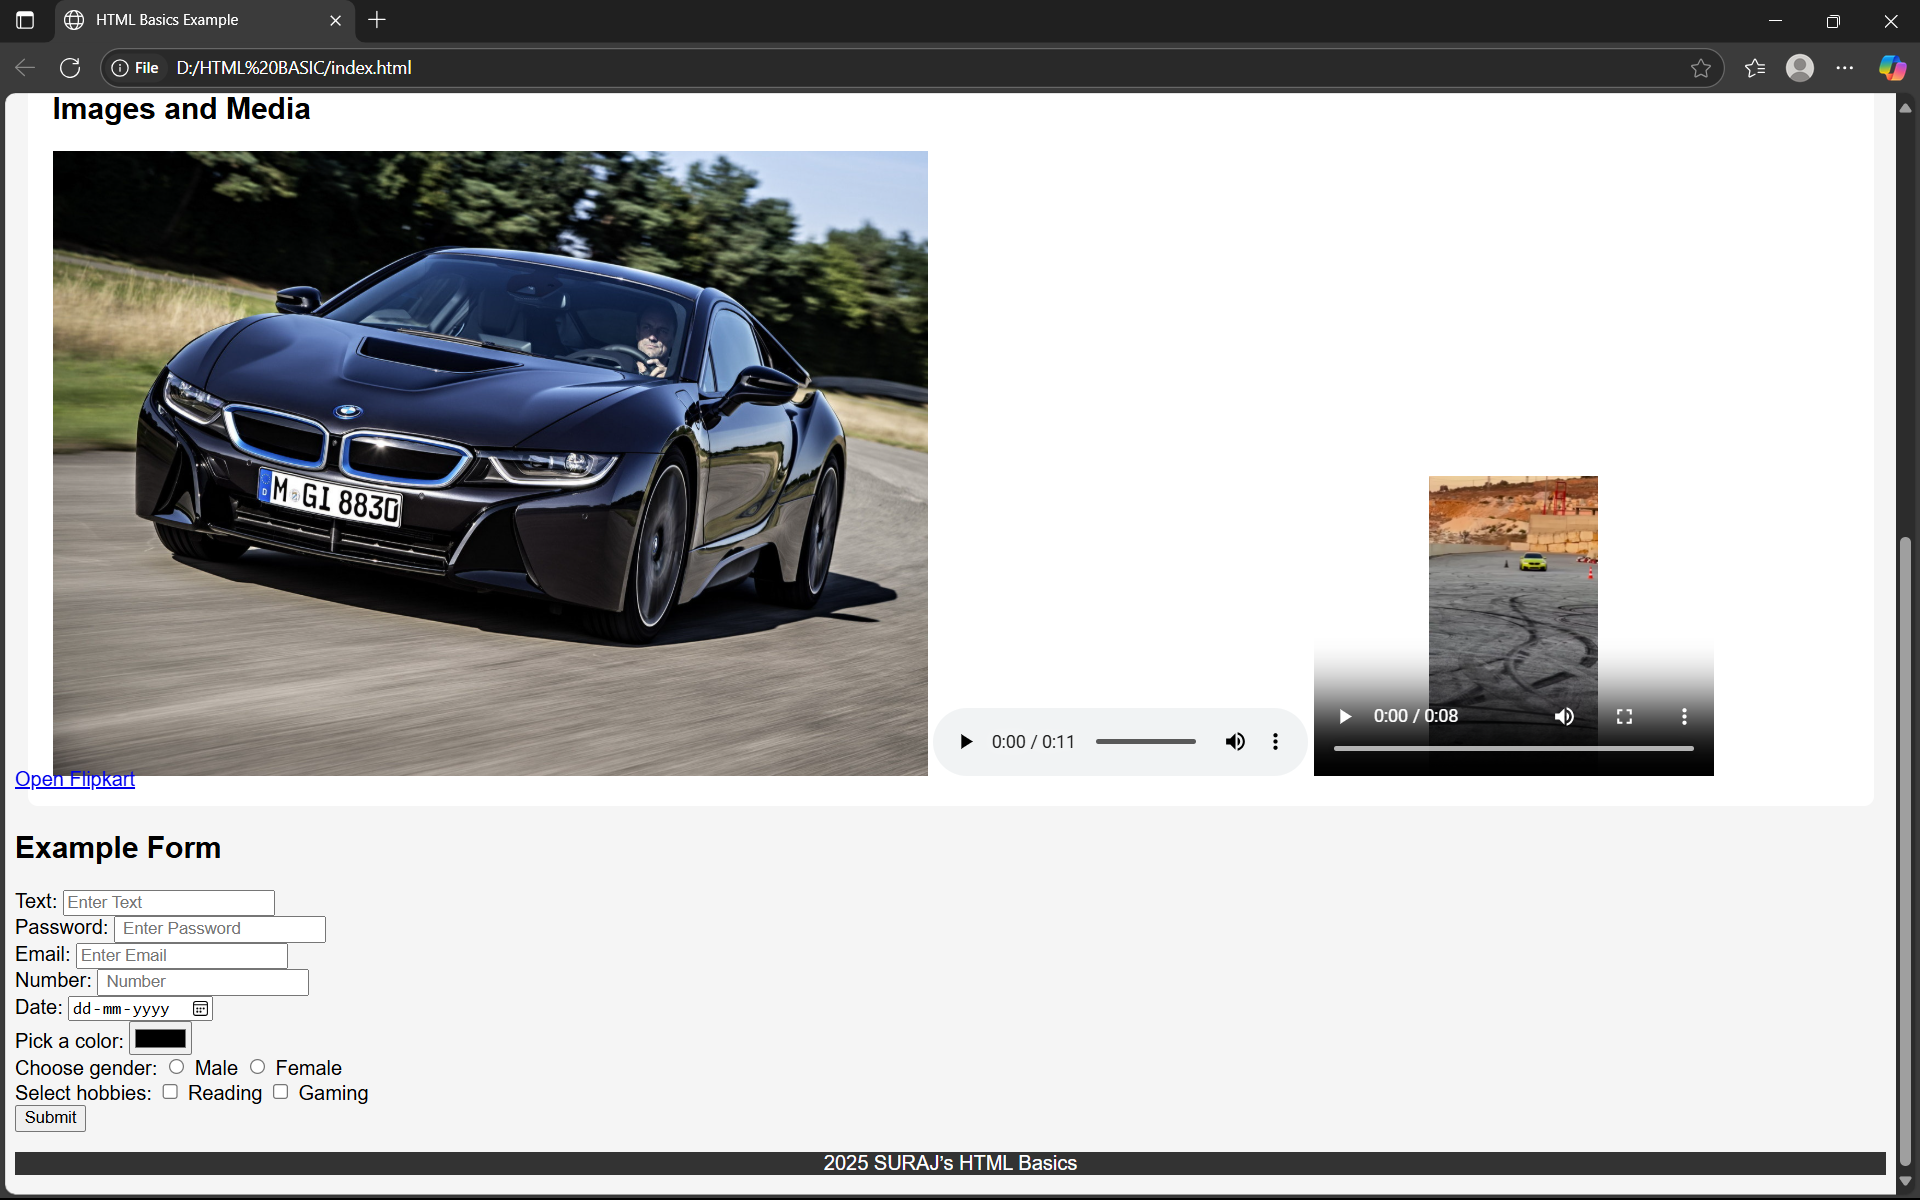 HTML Basics Example
File D:/HTML%20BASIC/index.html
Images and Media
M GI 8830
D
0:00 / 0:11
0:00 / 0:08
Open Flipkart
Example Form
Text: Enter Text
Password: Enter Password
Email: Enter Email
Number: Number
Date: dd-mm-yyyy
Pick a color:
Choose gender: Male Female
Select hobbies: Reading Gaming
Submit
2025 SURAJ's HTML Basics